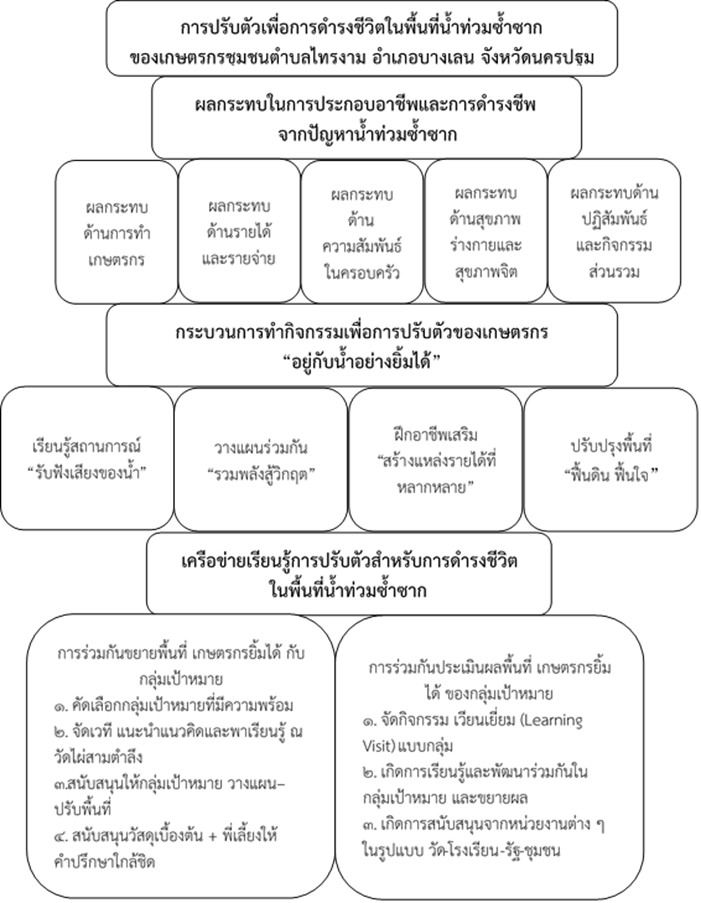 การปรับตัวเพื่อการดำรงชีวิตในพื้นที่น้ำท่วมซ้ำซาก
ของเกษตรกรชุมชนตำบลไทรงาม อำเภอบางเลน จังหวัดนครปฐม
ผลกระทบในการประกอบอาชีพและการดำรงชีพ
จากปัญหาน้ำท่วมซ้ำซาก
ผลกระทบ
ด้านการทำ
เกษตรกร
ผลกระทบ
ด้านรายได้
และรายจ่าย
ผลกระทบ
ด้าน
ความสัมพันธ์
ในครอบครัว
ผลกระทบ
ด้านสุขภาพ
ร่างกายและ
สุขภาพจิต
ผลกระทบด้าน
ปฏิสัมพันธ์
และกิจกรรม
ส่วนรวม
กระบวนการทำกิจกรรมเพื่อการปรับตัวของเกษตรกร
“อยู่กับน้ำอย่างยิ้มได้”
เรียนรู้สถานการณ์
“รับฟังเสียงของน้ำ”
วางแผนร่วมกัน
“รวมพลังสู้วิกฤต”
ฝึกอาชีพเสริม
“สร้างแหล่งรายได้ที่
หลากหลาย”
ปรับปรุงพื้นที่
“ฟื้นดิน ฟื้นใจ”
เครือข่ายเรียนรู้การปรับตัวสำหรับการดำรงชีวิต
ในพื้นที่น้ำท่วมซ้ำซาก
การร่วมกันขยายพื้นที่ เกษตรกรยิ้มได้ กับ
กลุ่มเป้าหมาย
๑. คัดเลือกกลุ่มเป้าหมายที่มีความพร้อม
๒. จัดเวที แนะนำแนวคิดและพาเรียนรู้ ณ
วัดไผ่สามตำลึง
๓.สนับสนุนให้กลุ่มเป้าหมาย วางแผน–
ปรับพื้นที่
๔. สนับสนุนวัสดุเบื้องต้น + พี่เลี้ยงให้
คำปรึกษาใกล้ชิด
การร่วมกันประเมินผลพื้นที่ เกษตรกรยิ้ม
ได้ ของกลุ่มเป้าหมาย
๑. จัดกิจกรรม เวียนเยี่ยม (Learning
Visit) แบบกลุ่ม
๒. เกิดการเรียนรู้และพัฒนาร่วมกันใน
กลุ่มเป้าหมาย และขยายผล
๓. เกิดการสนับสนุนจากหน่วยงานต่าง ๆ
ในรูปแบบ วัด-โรงเรียน-รัฐ-ชุมชน